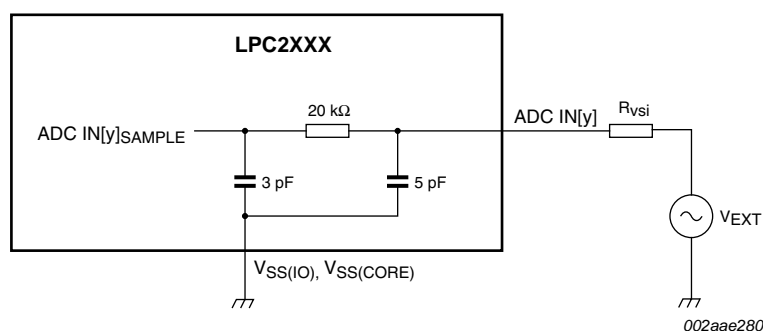 LPC2XXX
20 kΩ
ADC IN[y]SAMPLE
ADC IN[y]
Rvsi
3 pF
5 pF
VEXT
VSS(IO), VSS(CORE)
002aae280